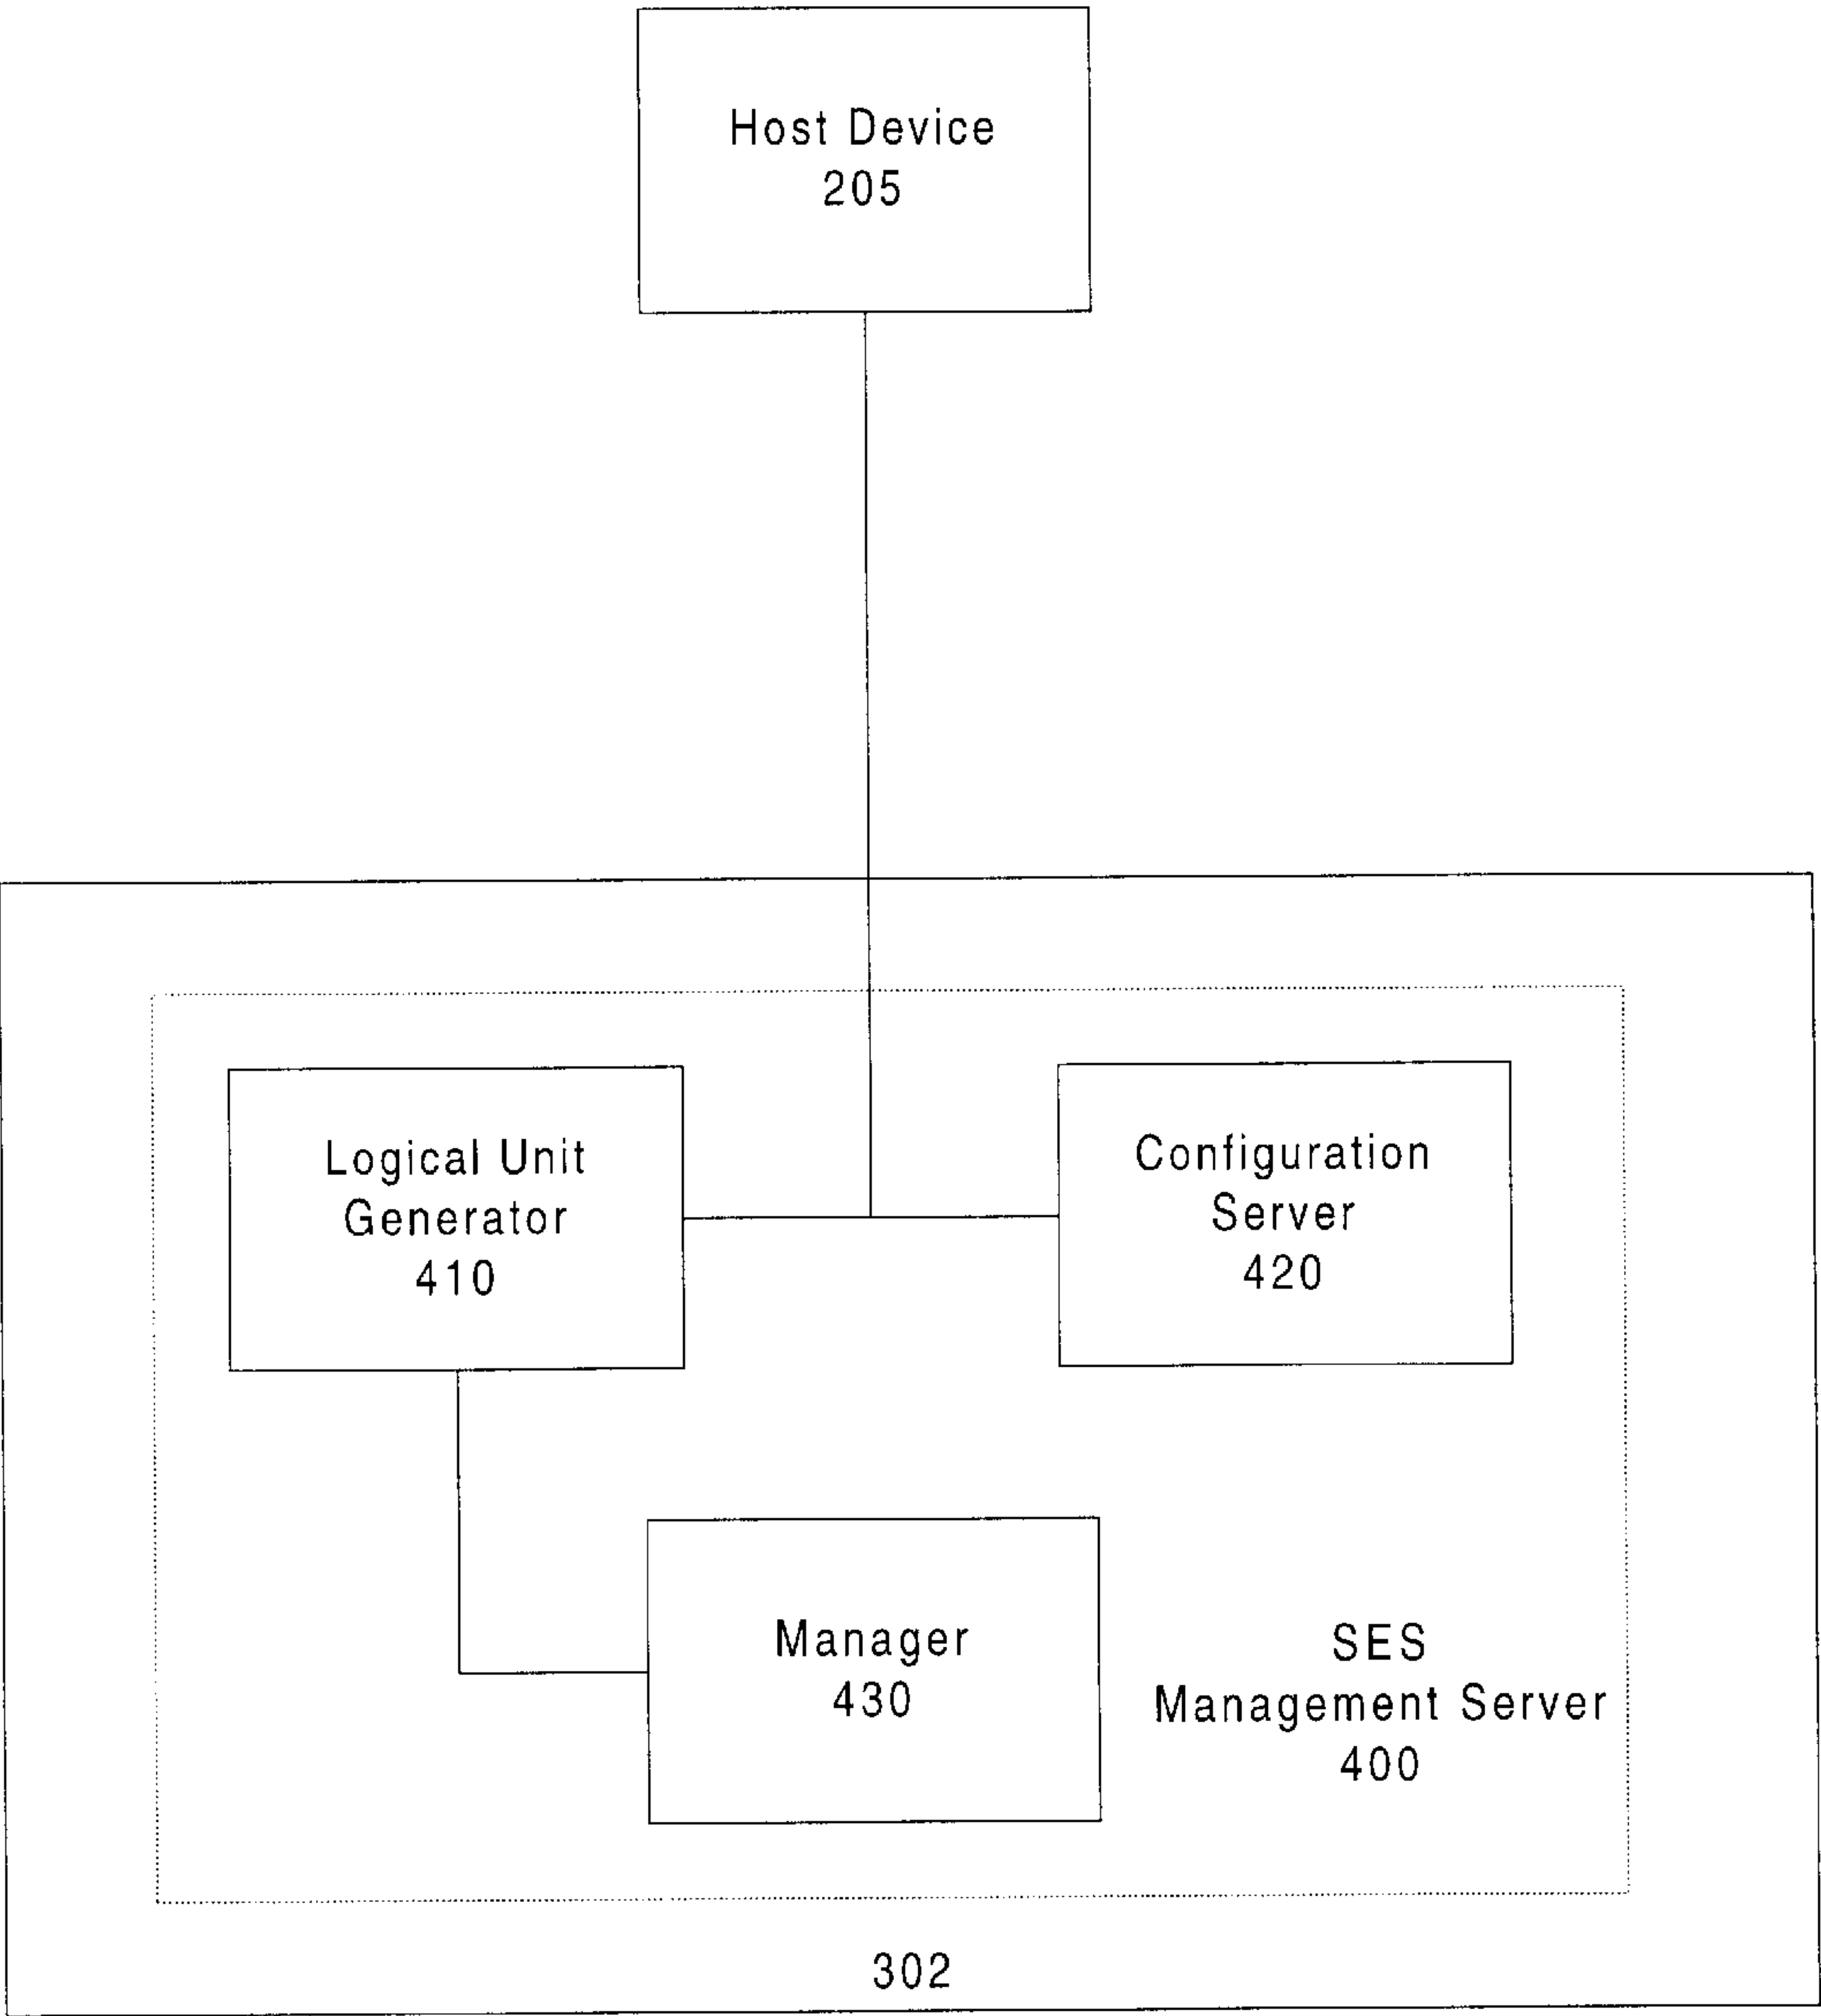 Host Device
205
Logical Unit
Generator
410
Configuration
Server
420
Manager
430
SES
Management Server
400
302